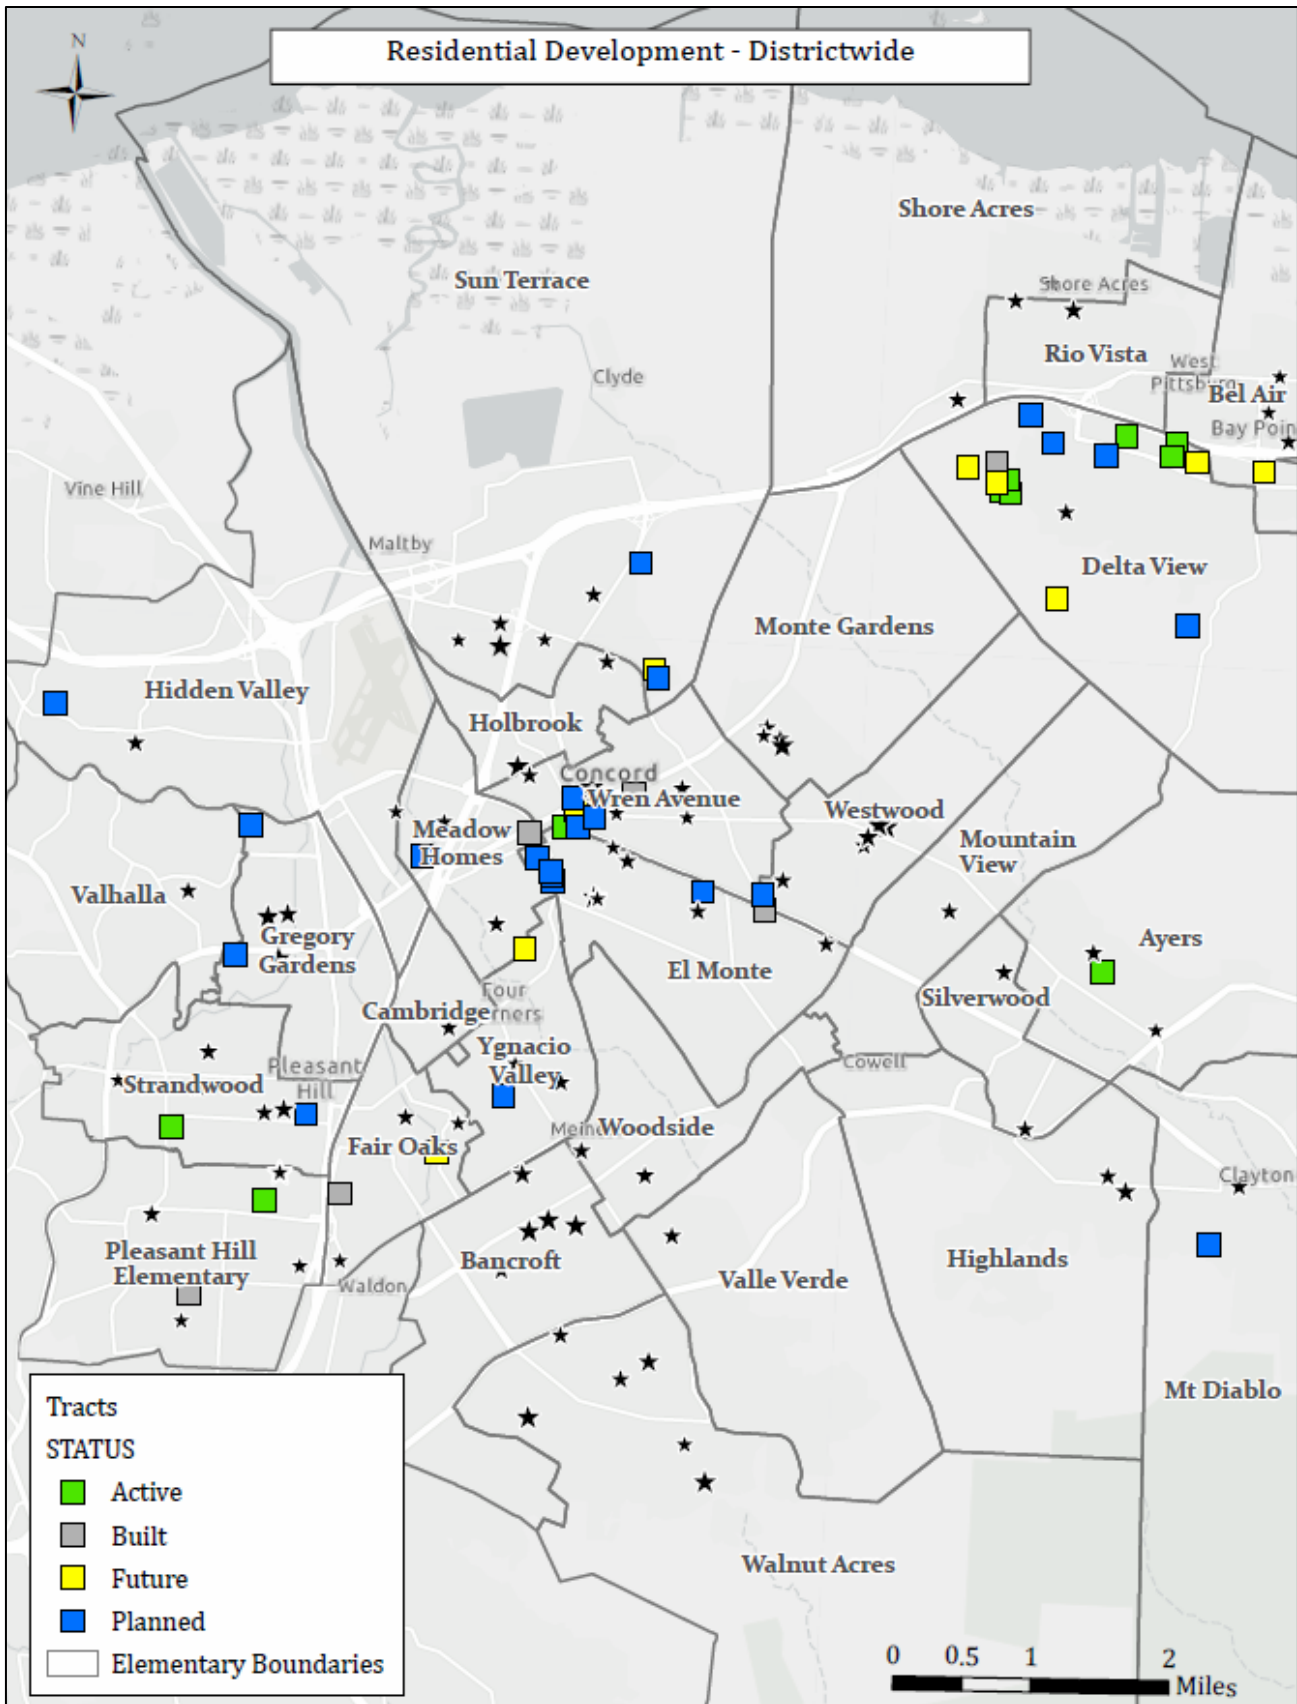 Residential Development - Districtwide
N
Shore Acres
Sun Terrace
Shore Acres
Rio Vista
West
Pittsburg
Clyde
Bel Air
Bay Poin
Vine Hill
Maltby
Delta View
Monte Gardens
Hidden Valley
Holbrook
Concord
Wren Avenue
Westwood
Meadow
Homes
Mountain
View
Valhalla
Gregory
Gardens
Ayers
El Monte
Silverwood
Four
rners
Cambridge
Ygnacio
Valley
Cowell
Pleasant
Hill
Strandwood
Woodside
Fair Oaks
Clayton
Pleasant Hill
Elementary
Bancroft
Highlands
Valle Verde
Waldon
Mt Diablo
Walnut Acres
Tracts
STATUS
Active
Built
Future
Planned
Elementary Boundaries
0 0.5 1 2
Miles